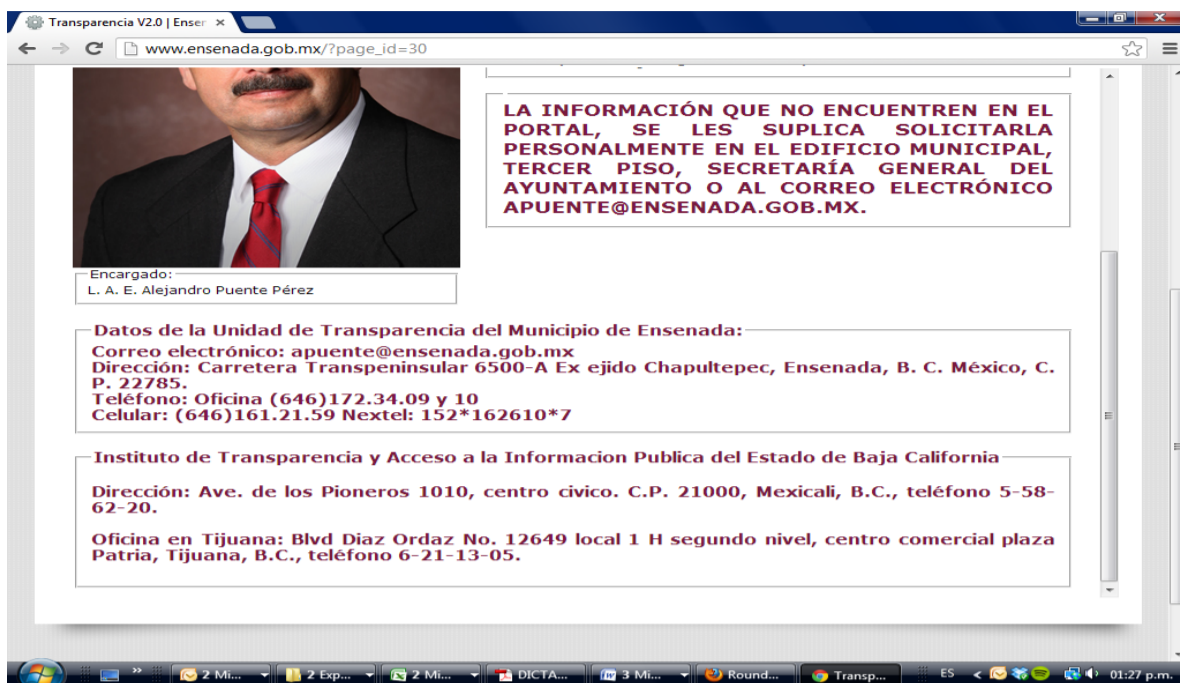 Transparencia V2.0 | Ensen
www.ensenada.gob.mx/?page_id=30
LA INFORMACIÓN QUE NO ENCUENTREN EN EL
PORTAL, SE LES SUPLICA SOLICITARLA
PERSONALMENTE EN EL EDIFICIO MUNICIPAL,
TERCER PISO, SECRETARÍA GENERAL DEL
AYUNTAMIENTO O AL CORREO ELECTRÓNICO
APUENTE@ENSENADA.GOB.MX.
Encargado:
L. A. E. Alejandro Puente Pérez
Datos de la Unidad de Transparencia del Municipio de Ensenada:
Correo electrónico: apuente@ensenada.gob.mx
Dirección: Carretera Transpeninsular 6500-A Ex ejido Chapultepec, Ensenada, B. C. México, C.
P. 22785.
Teléfono: Oficina (646)172.34.09 y 10
Celular: (646)161.21.59 Nextel: 152*162610*7
Instituto de Transparencia y Acceso a la Informacion Publica del Estado de Baja California
Dirección: Ave. de los Pioneros 1010, centro civico. C.P. 21000, Mexicali, B.C., teléfono 5-58-
62-20.
Oficina en Tijuana: Blvd Diaz Ordaz No. 12649 local 1 H segundo nivel, centro comercial plaza
Patria, Tijuana, B.C., teléfono 6-21-13-05.
2 Mi... 2 Exp... 2 Mi... DICTA... 3 Mi... Round... Transp... ES 01:27 p.m.